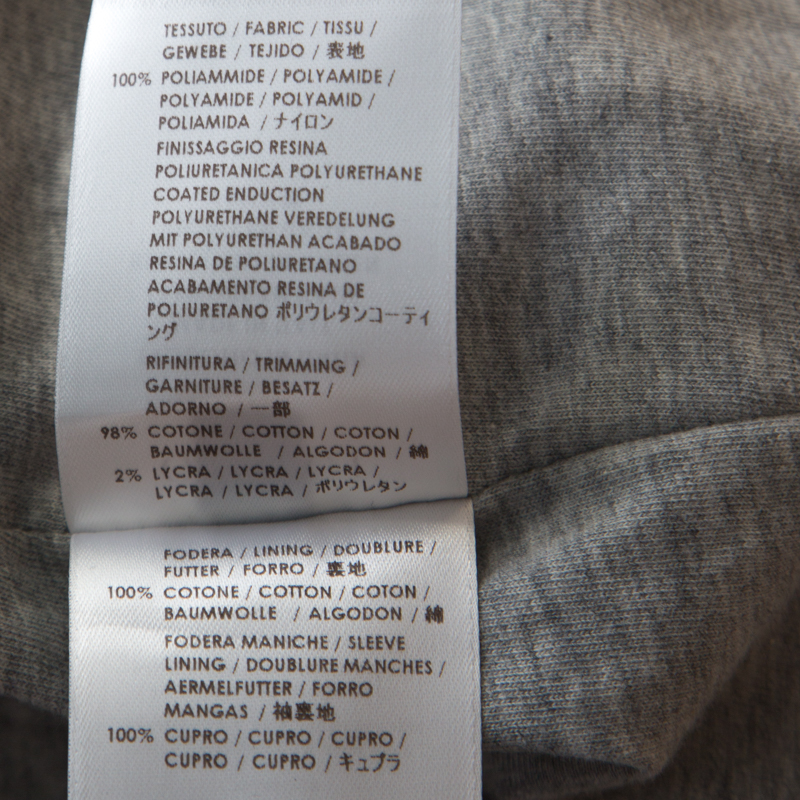 TESSUTO / FABRIC / TISSU /
GEWEBE / TEJIDO / 表地
100% POLIAMMIDE / POLYAMIDE /
POLYAMIDE / POLYAMID /
POLIAMIDA / ナイロン
FINISSAGGIO RESINA
POLIURETANICA POLYURETHANE
COATED ENDUCTION
POLYURETHANE VEREDELUNG
MIT POLYURETHAN ACABADO
RESINA DE POLIURETANO
ACABAMENTO RESINA DE
POLIURETANO ポリウレタンコーティ
ング
RIFINITURA / TRIMMING /
GARNITURE / BESATZ /
ADORNO / 一部
98% COTONE / COTTON / COTON /
BAUMWOLLE / ALGODON / 綿
2% LYCRA / LYCRA / LYCRA /
LYCRA / LYCRA / ポリウレタン
FODERA / LINING / DOUBLURE /
FUTTER / FORRO / 裏地
100% COTONE / COTTON / COTON /
BAUMWOLLE / ALGODON / 綿
FODERA MANICHE / SLEEVE
LINING / DOUBLURE MANCHES /
AERMELFUTTER / FORRO
MANGAS / 袖裏地
100% CUPRO / CUPRO / CUPRO /
CUPRO / CUPRO / キュプラ